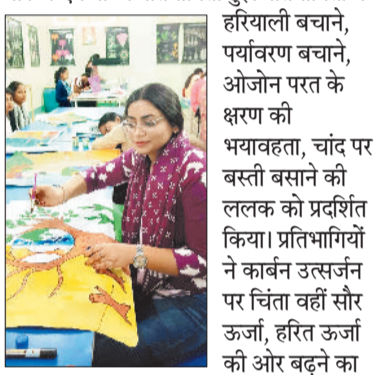 हरियाली बचाने,
पर्यावरण बचाने,
ओजोन परत के
क्षरण की
भयावहता, चांद पर
बस्ती बसाने की
ललक को प्रदर्शित
किया। प्रतिभागियों
ने कार्बन उत्सर्जन
पर चिंता वहीं सौर
ऊर्जा, हरित ऊर्जा
की ओर बढ़ने का